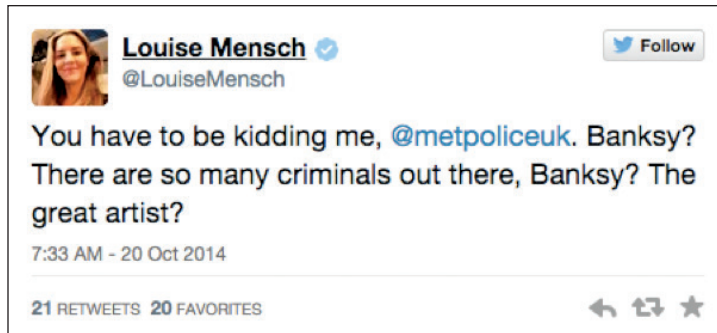 Louise Mensch
Follow
@LouiseMensch
You have to be kidding me, @metpoliceuk. Banksy?
There are so many criminals out there, Banksy? The
great artist?
7:33 AM - 20 Oct 2014
21 RETWEETS 20 FAVORITES